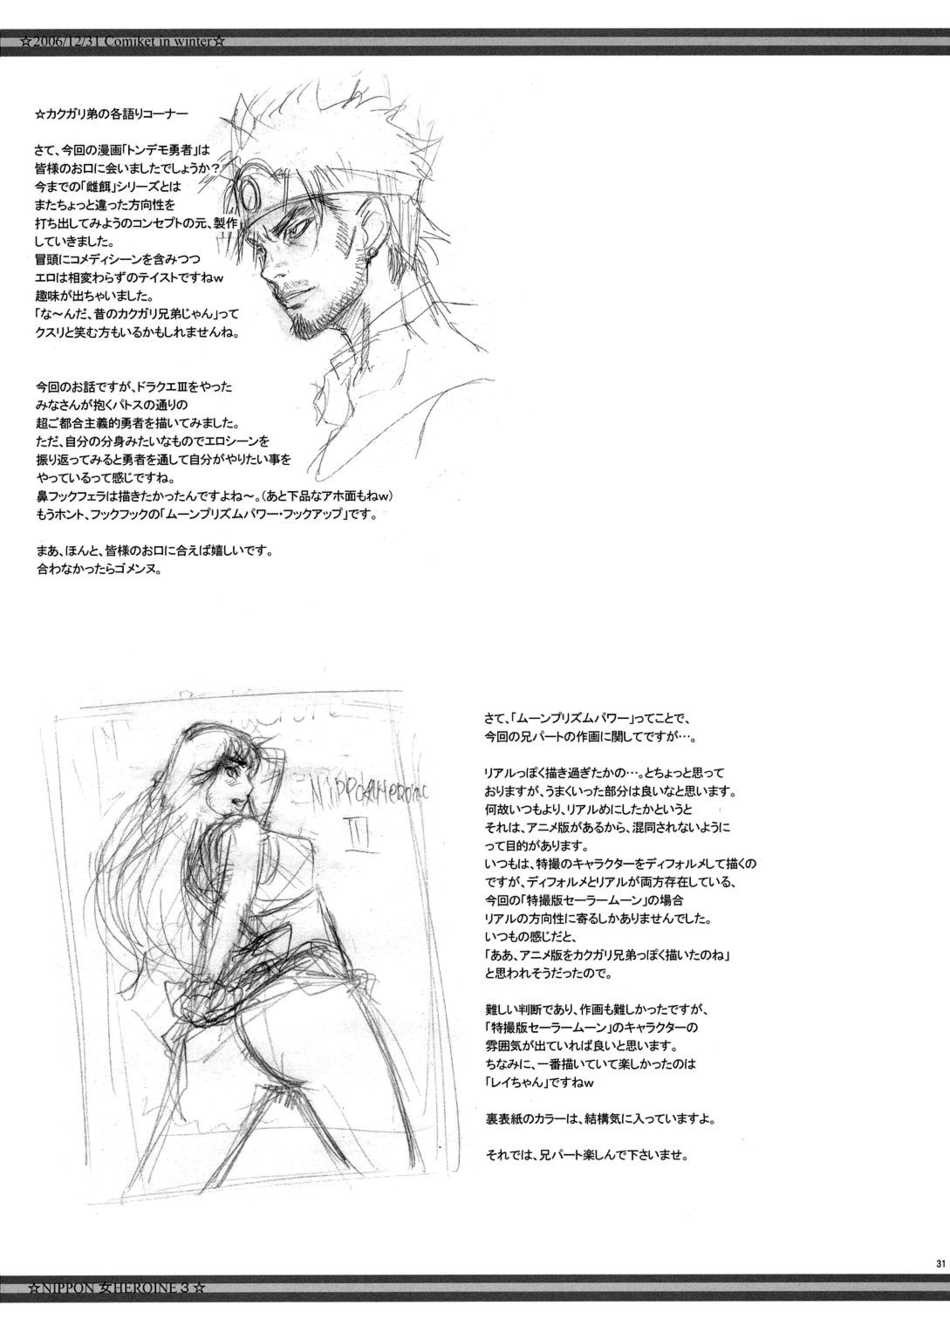 ☆2006/12/31 Comiket in winter☆
☆カクガリ弟の各語りコーナー
さて、今回の漫画「トンデモ勇者」は
皆様のお口に会いましたでしょうか？
今までの「雌餌」シリーズとは
またちょっと違った方向性を
打ち出してみようのコンセプトの元、製作
していきました。
冒頭にコメディシーンを含みつつ
エロは相変わらずのテイストですねｗ
趣味が出ちゃいました。
「な～んだ、昔のカクガリ兄弟じゃん」って
クスリと笑む方もいるかもしれませんね。
今回のお話ですが、ドラクエⅢをやった
みなさんが抱くパトスの通りの
超ご都合主義的勇者を描いてみました。
ただ、自分の分身みたいなものでエロシーンを
振り返ってみると勇者を通して自分がやりたい事を
やっているって感じですね。
鼻フックフェラは描きたかったんですよね～。（あと下品なアホ面もねｗ）
もうホント、フックフックの「ムーンプリズムパワー・フックアップ」です。
まあ、ほんと、皆様のお口に合えば嬉しいです。
合わなかったらゴメンヌ。
NIPPON HEROINE
III
さて、「ムーンプリズムパワー」ってことで、
今回の兄パートの作画に関してですが…。
リアルっぽく描き過ぎたかの…。とちょっと思って
おりますが、うまくいった部分は良いなと思います。
何故いつもより、リアルめにしたかというと
それは、アニメ版があるから、混同されないように
って目的があります。
いつもは、特撮のキャラクターをディフォルメして描くの
ですが、ディフォルメとリアルが両方存在している、
今回の「特撮版セーラームーン」の場合
リアルの方向性に寄るしかありませんでした。
いつもの感じだと、
「ああ、アニメ版をカクガリ兄弟っぽく描いたのね」
と思われそうだったので。
難しい判断であり、作画も難しかったですが、
「特撮版セーラームーン」のキャラクターの
雰囲気が出ていれば良いと思います。
ちなみに、一番描いていて楽しかったのは
「レイちゃん」ですねｗ
裏表紙のカラーは、結構気に入っていますよ。
それでは、兄パート楽しんで下さいませ。
31
☆NIPPON 女HEROINE３☆